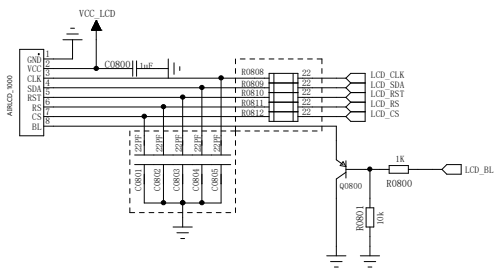 VCC_LCD
AIRLCD_1000
GND 1
VCC 2
CLK 3
SDA 4
RST 5
RS 6
CS 7
BL 8
C0800 1uF
R0808 22 LCD_CLK
R0809 22 LCD_SDA
R0810 22 LCD_RST
R0811 22 LCD_RS
R0812 22 LCD_CS
22PF 22PF 22PF 22PF 22PF
C0801 C0802 C0803 C0804 C0805
Q0800
1K
R0800
LCD_BL
R0801
10k